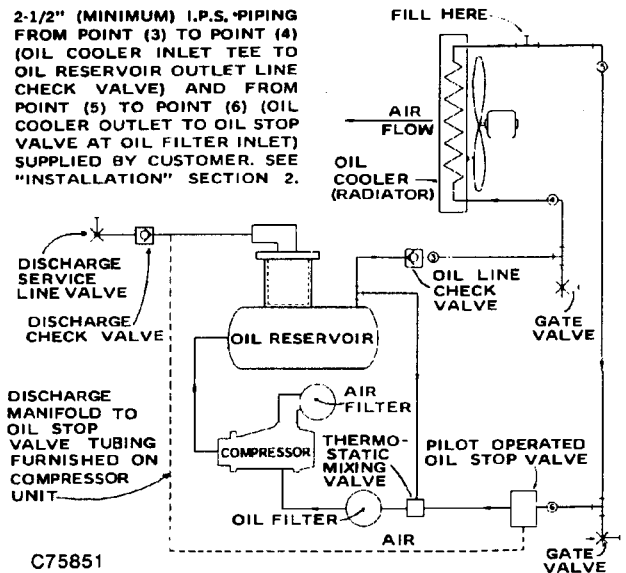 2-1/2" (MINIMUM) I.P.S. PIPING
FROM POINT (3) TO POINT (4)
(OIL COOLER INLET TEE TO
OIL RESERVOIR OUTLET LINE
CHECK VALVE) AND FROM
POINT (5) TO POINT (6) (OIL
COOLER OUTLET TO OIL STOP
VALVE AT OIL FILTER INLET)
SUPPLIED BY CUSTOMER. SEE
"INSTALLATION" SECTION 2.
FILL HERE
AIR
FLOW
OIL
COOLER
(RADIATOR)
4
DISCHARGE
SERVICE
LINE VALVE
DISCHARGE
CHECK VALVE
3
OIL LINE
CHECK
VALVE
GATE
VALVE
OIL RESERVOIR
DISCHARGE
MANIFOLD TO
OIL STOP
VALVE TUBING
FURNISHED ON
COMPRESSOR
UNIT
AIR
FILTER
COMPRESSOR
THERMO-
STATIC
MIXING
VALVE
PILOT OPERATED
OIL STOP VALVE
6
OIL FILTER
AIR
GATE
VALVE
C75851